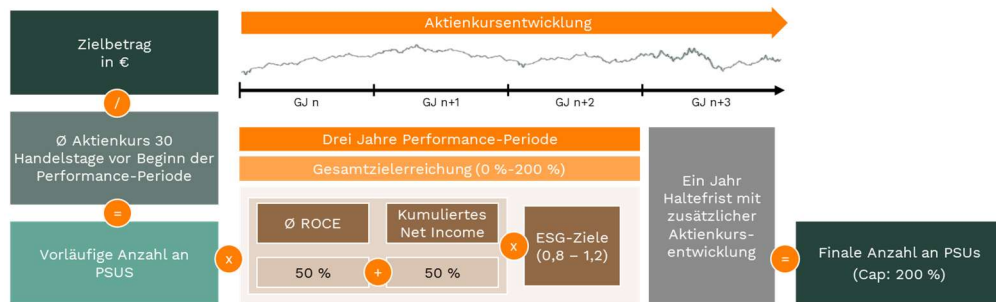 Aktienkursentwicklung
Zielbetrag
in €
/
Ø Aktienkurs 30
Handelstage vor Beginn der
Performance-Periode
=
Vorläufige Anzahl an
PSUS
x
GJ n
GJ n+1
GJ n+2
GJ n+3
Drei Jahre Performance-Periode
Gesamtzielerreichung (0 %-200 %)
Ø ROCE
Kumuliertes
Net Income
50 %
+
50 %
x
ESG-Ziele
(0,8 – 1,2)
Ein Jahr
Haltefrist mit
zusätzlicher
Aktienkurs-
entwicklung
=
Finale Anzahl an PSUs
(Cap: 200 %)